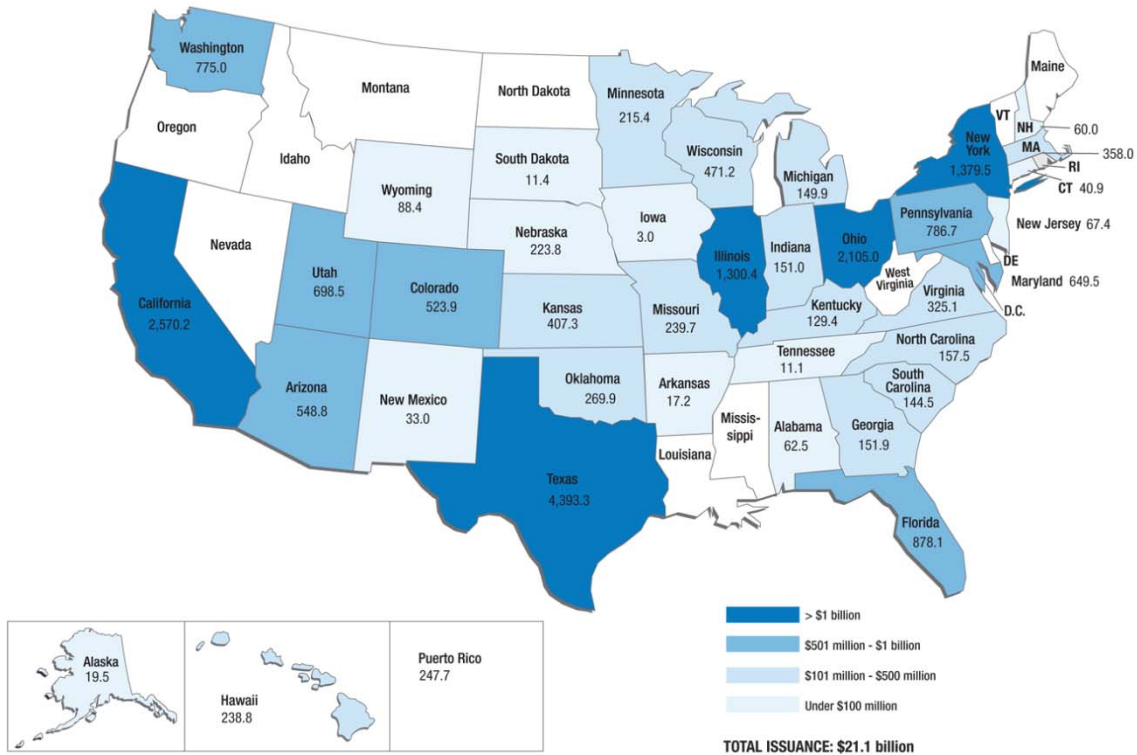 Washington
775.0
Oregon
Idaho
Montana
North Dakota
Minnesota
215.4
South Dakota
11.4
Wyoming
88.4
Nebraska
223.8
Iowa
3.0
Wisconsin
471.2
Michigan
149.9
Maine
VT
NH
60.0
MA
358.0
RI
CT 40.9
New
York
1,379.5
Pennsylvania
786.7
New Jersey 67.4
DE
Maryland 649.5
D.C.
Nevada
California
2,570.2
Utah
698.5
Colorado
523.9
Kansas
407.3
Missouri
239.7
Illinois
1,300.4
Indiana
151.0
Ohio
2,105.0
West
Virginia
Virginia
325.1
Kentucky
129.4
North Carolina
157.5
Tennessee
11.1
South
Carolina
144.5
Arizona
548.8
New Mexico
33.0
Oklahoma
269.9
Arkansas
17.2
Missis-
sippi
Alabama
62.5
Georgia
151.9
Louisiana
Texas
4,393.3
Florida
878.1
Alaska
19.5
Hawaii
238.8
Puerto Rico
247.7
> $1 billion
$501 million - $1 billion
$101 million - $500 million
Under $100 million
TOTAL ISSUANCE: $21.1 billion